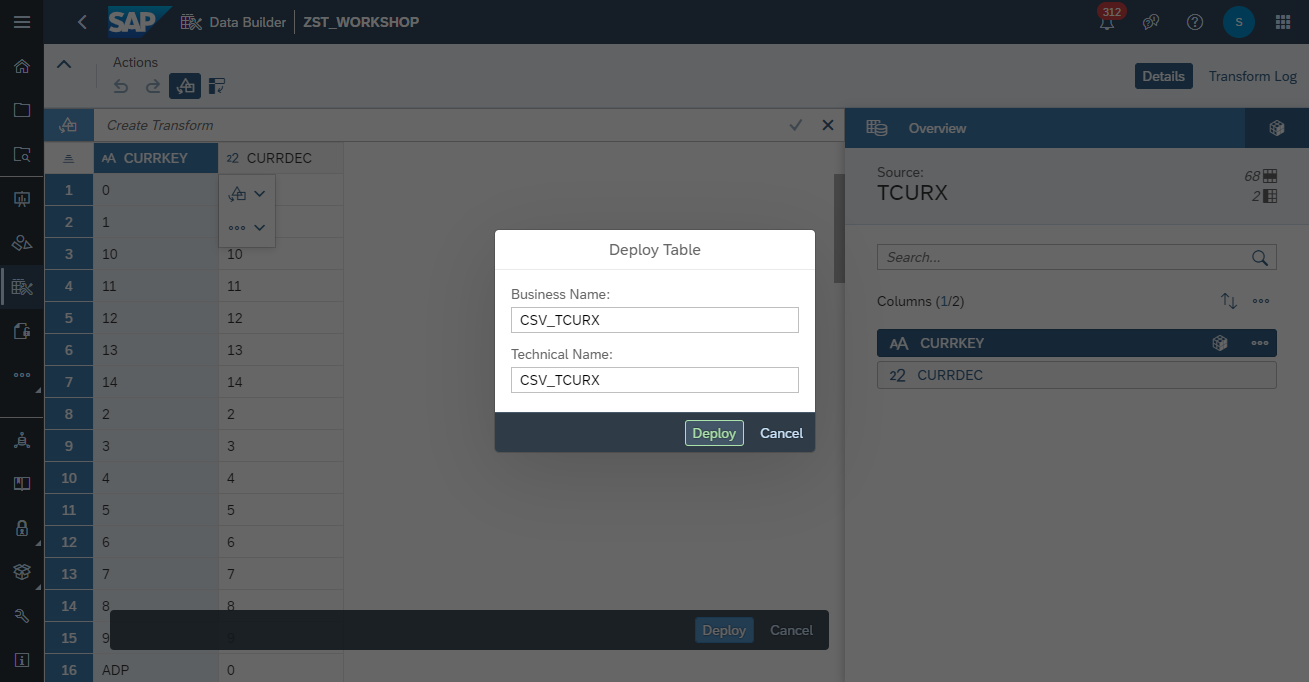 SAP Data Builder ZST_WORKSHOP 312 S
Actions
Details Transform Log
Create Transform
AA CURRKEY 22 CURRDEC
1 0
2 1
3 10 10
4 11 11
5 12 12
6 13 13
7 14 14
8 2 2
9 3 3
10 4 4
11 5 5
12 6 6
13 7 7
14 8 8
15 9 9
16 ADP 0
Deploy Cancel
Deploy Table
Business Name:
CSV_TCURX
Technical Name:
CSV_TCURX
Deploy Cancel
Overview
Source:
TCURX
68
2
Search...
Columns (1/2)
AA CURRKEY
22 CURRDEC